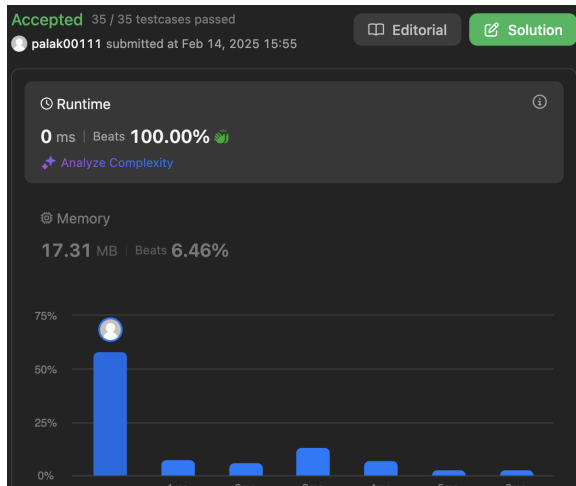 Accepted 35 / 35 testcases passed
Editorial
Solution
palak00111 submitted at Feb 14, 2025 15:55
Runtime
0 ms | Beats 100.00%
Analyze Complexity
Memory
17.31 MB | Beats 6.46%
75%
50%
25%
0%